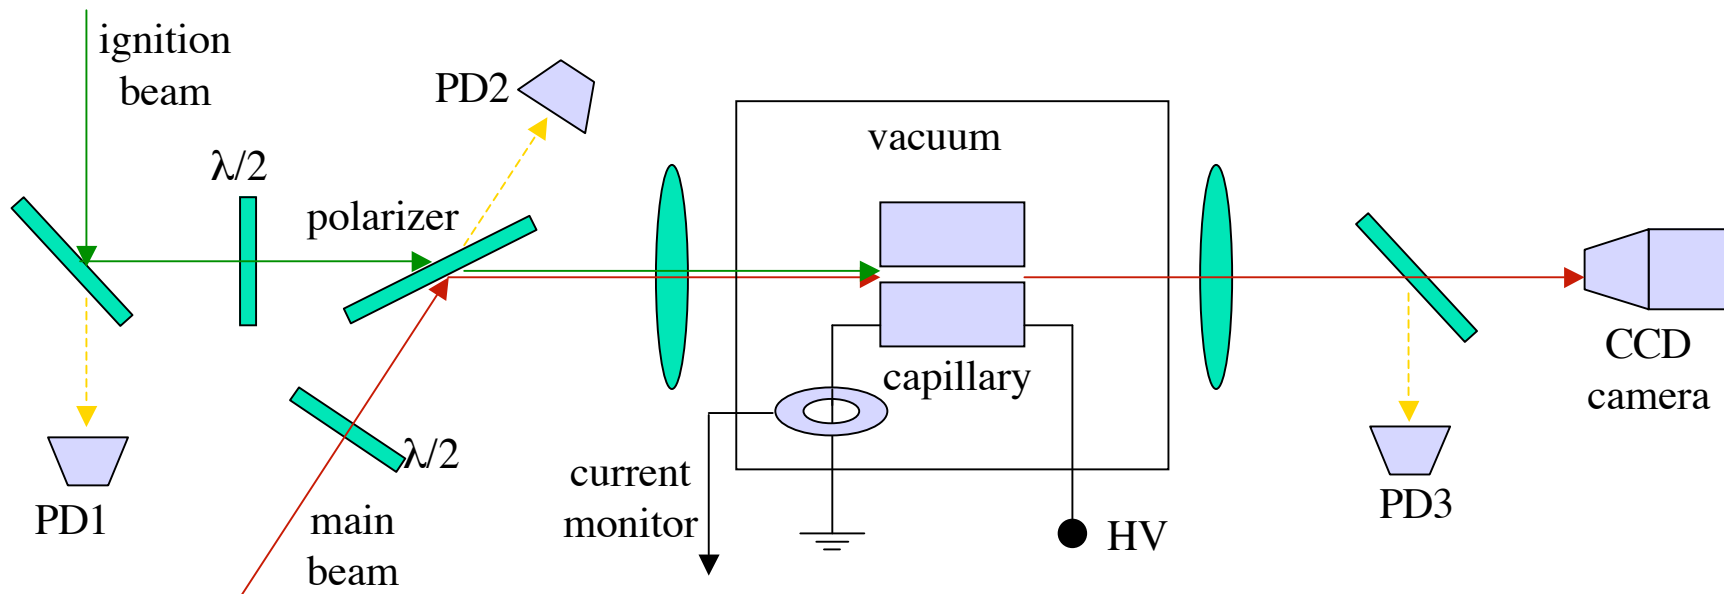 ignition
beam
PD2
vacuum
λ/2
polarizer
capillary
CCD
camera
λ/2
current
monitor
PD1
main
beam
HV
PD3